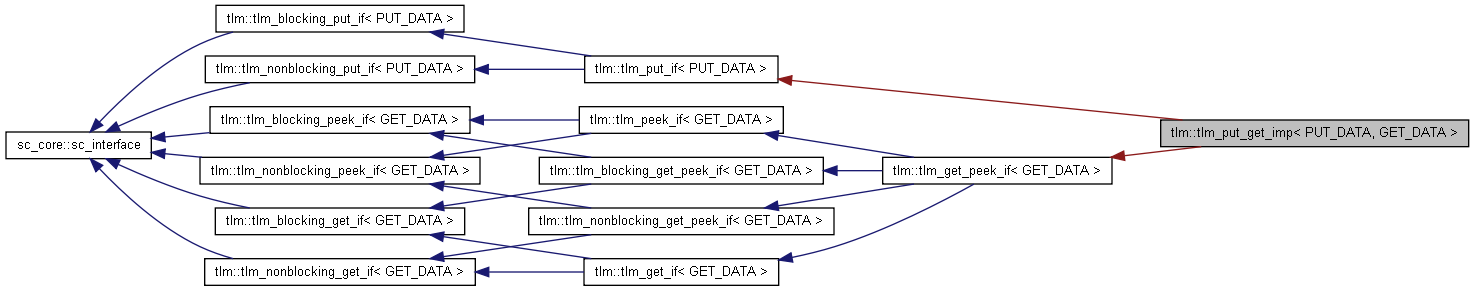 tlm::tlm_blocking_put_if< PUT_DATA >
tlm::tlm_nonblocking_put_if< PUT_DATA >
tlm::tlm_put_if< PUT_DATA >
tlm::tlm_blocking_peek_if< GET_DATA >
tlm::tlm_peek_if< GET_DATA >
sc_core::sc_interface
tlm::tlm_put_get_imp< PUT_DATA, GET_DATA >
tlm::tlm_nonblocking_peek_if< GET_DATA >
tlm::tlm_blocking_get_peek_if< GET_DATA >
tlm::tlm_get_peek_if< GET_DATA >
tlm::tlm_blocking_get_if< GET_DATA >
tlm::tlm_nonblocking_get_peek_if< GET_DATA >
tlm::tlm_nonblocking_get_if< GET_DATA >
tlm::tlm_get_if< GET_DATA >